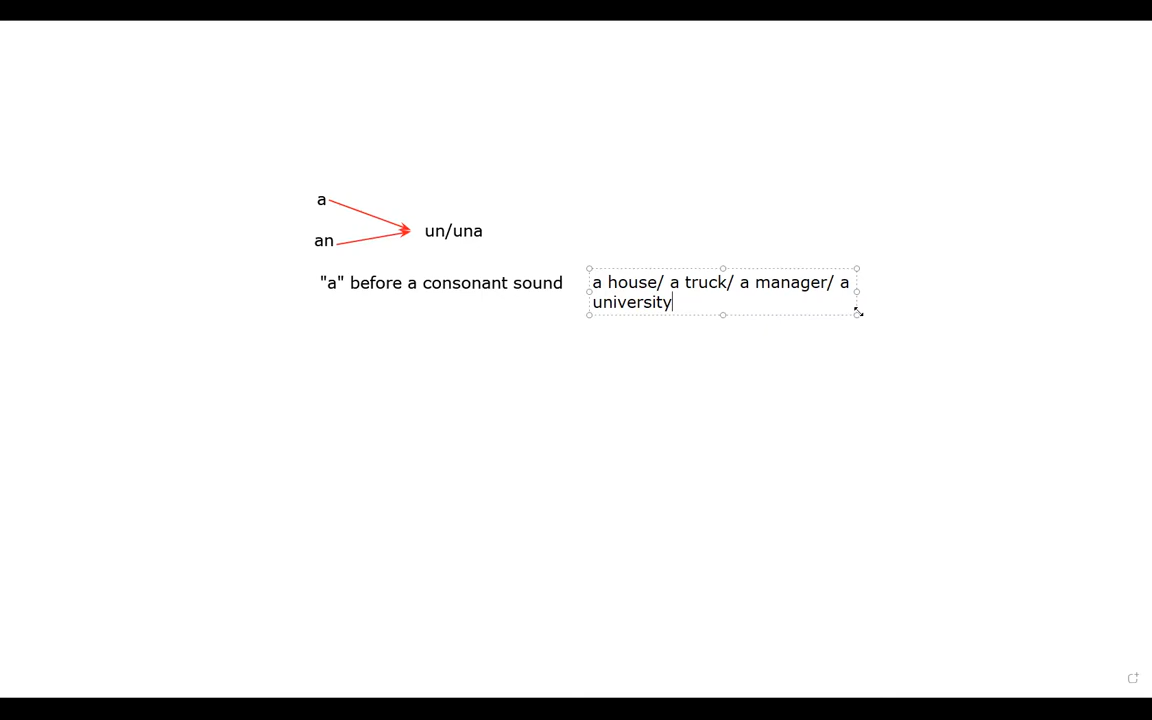 a
an
un/una
"a" before a consonant sound
a house/ a truck/ a manager/ a
university